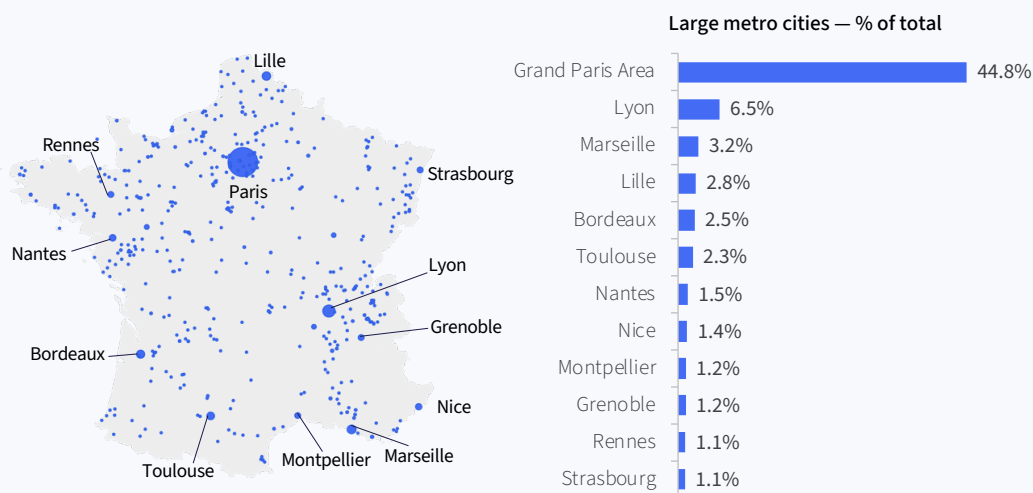 Large metro cities — % of total
Lille
Rennes
Paris
Strasbourg
Nantes
Lyon
Grenoble
Bordeaux
Nice
Marseille
Montpellier
Toulouse
Grand Paris Area 44.8%
Lyon 6.5%
Marseille 3.2%
Lille 2.8%
Bordeaux 2.5%
Toulouse 2.3%
Nantes 1.5%
Nice 1.4%
Montpellier 1.2%
Grenoble 1.2%
Rennes 1.1%
Strasbourg 1.1%